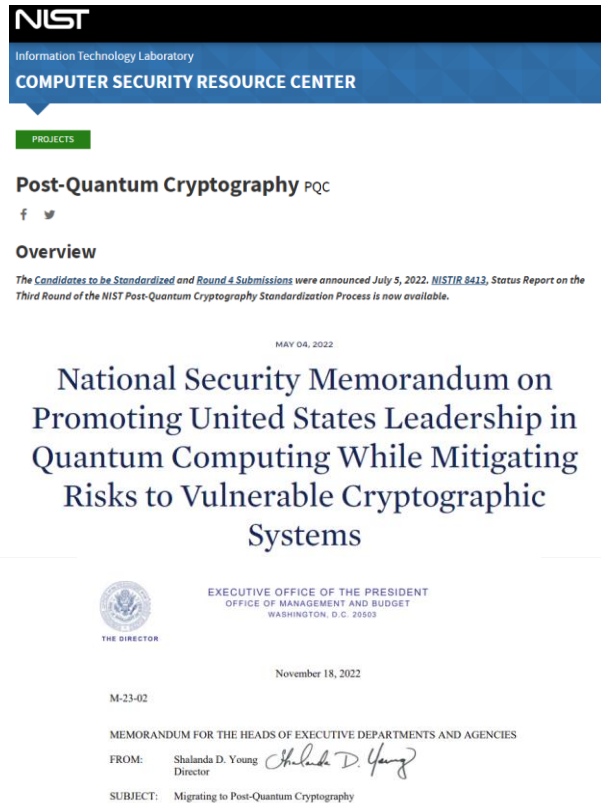 NIST
Information Technology Laboratory
COMPUTER SECURITY RESOURCE CENTER
PROJECTS
Post-Quantum Cryptography PQC
Overview
The Candidates to be Standardized and Round 4 Submissions were announced July 5, 2022. NISTIR 8413, Status Report on the
Third Round of the NIST Post-Quantum Cryptography Standardization Process is now available.
MAY 04, 2022
National Security Memorandum on
Promoting United States Leadership in
Quantum Computing While Mitigating
Risks to Vulnerable Cryptographic
Systems
EXECUTIVE OFFICE OF THE PRESIDENT
OFFICE OF MANAGEMENT AND BUDGET
WASHINGTON, D.C. 20503
THE DIRECTOR
November 18, 2022
M-23-02
MEMORANDUM FOR THE HEADS OF EXECUTIVE DEPARTMENTS AND AGENCIES
FROM: Shalanda D. Young Shalanda D. Young
Director
SUBJECT: Migrating to Post-Quantum Cryptography